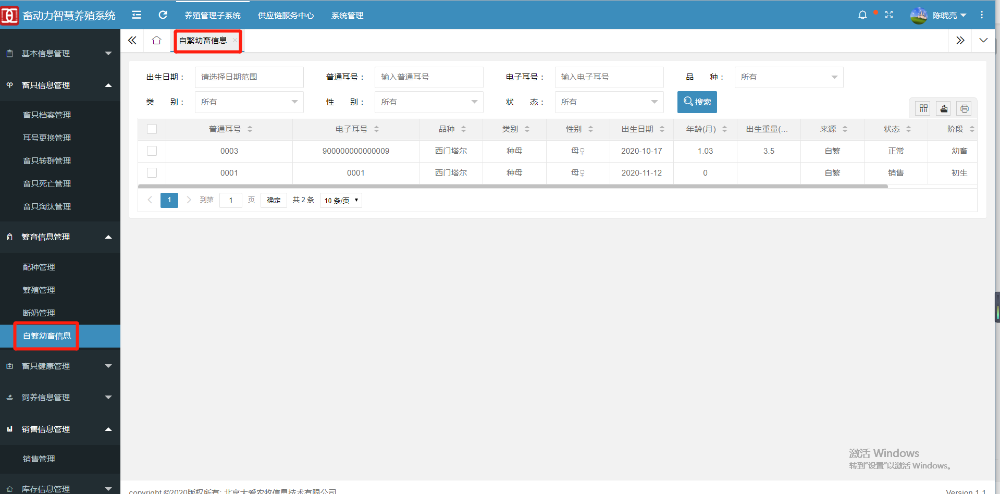 畜动力智慧养殖系统
养殖管理子系统 供应链服务中心 系统管理
陈晓亮
自繁幼畜信息
基本信息管理
畜只信息管理
畜只档案管理
耳号更换管理
畜只转群管理
畜只死亡管理
畜只淘汰管理
繁育信息管理
配种管理
繁殖管理
断奶管理
自繁幼畜信息
畜只健康管理
饲养信息管理
销售信息管理
销售管理
库存信息管理
出生日期： 请选择日期范围 普通耳号： 输入普通耳号 电子耳号： 输入电子耳号 品 种： 所有
类 别： 所有 性 别： 所有 状 态： 所有 搜索
普通耳号 电子耳号 品种 类别 性别 出生日期 年龄(月) 出生重量(... 来源 状态 阶段
0003 900000000000009 西门塔尔 种母 母♀ 2020-10-17 1.03 3.5 自繁 正常 幼畜
0001 0001 西门塔尔 种母 母♀ 2020-11-12 0 自繁 销售 初生
1 到第 1 页 确定 共 2 条 10 条/页
激活 Windows
转到"设置"以激活 Windows。
copyright ©2020版权所有: 北京大爱农牧信息技术有限公司
Version 1.1